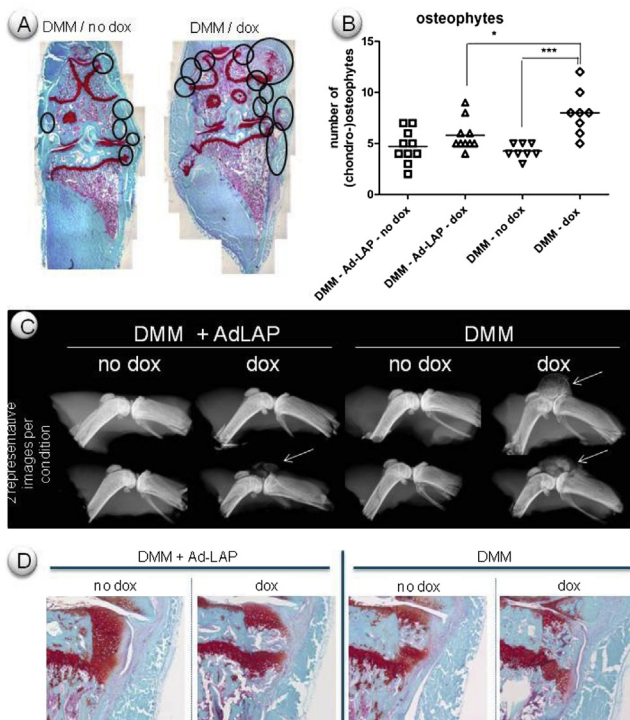 A
DMM / no dox
DMM / dox
B
osteophytes
*
***
number of
(chondro-)osteophytes
15
10
5
0
DMM - Ad-LAP - no dox
DMM - Ad-LAP - dox
DMM - no dox
DMM - dox
C
DMM + AdLAP
DMM
no dox
dox
no dox
dox
2 representative
images per
condition
D
DMM + Ad-LAP
DMM
no dox
dox
no dox
dox